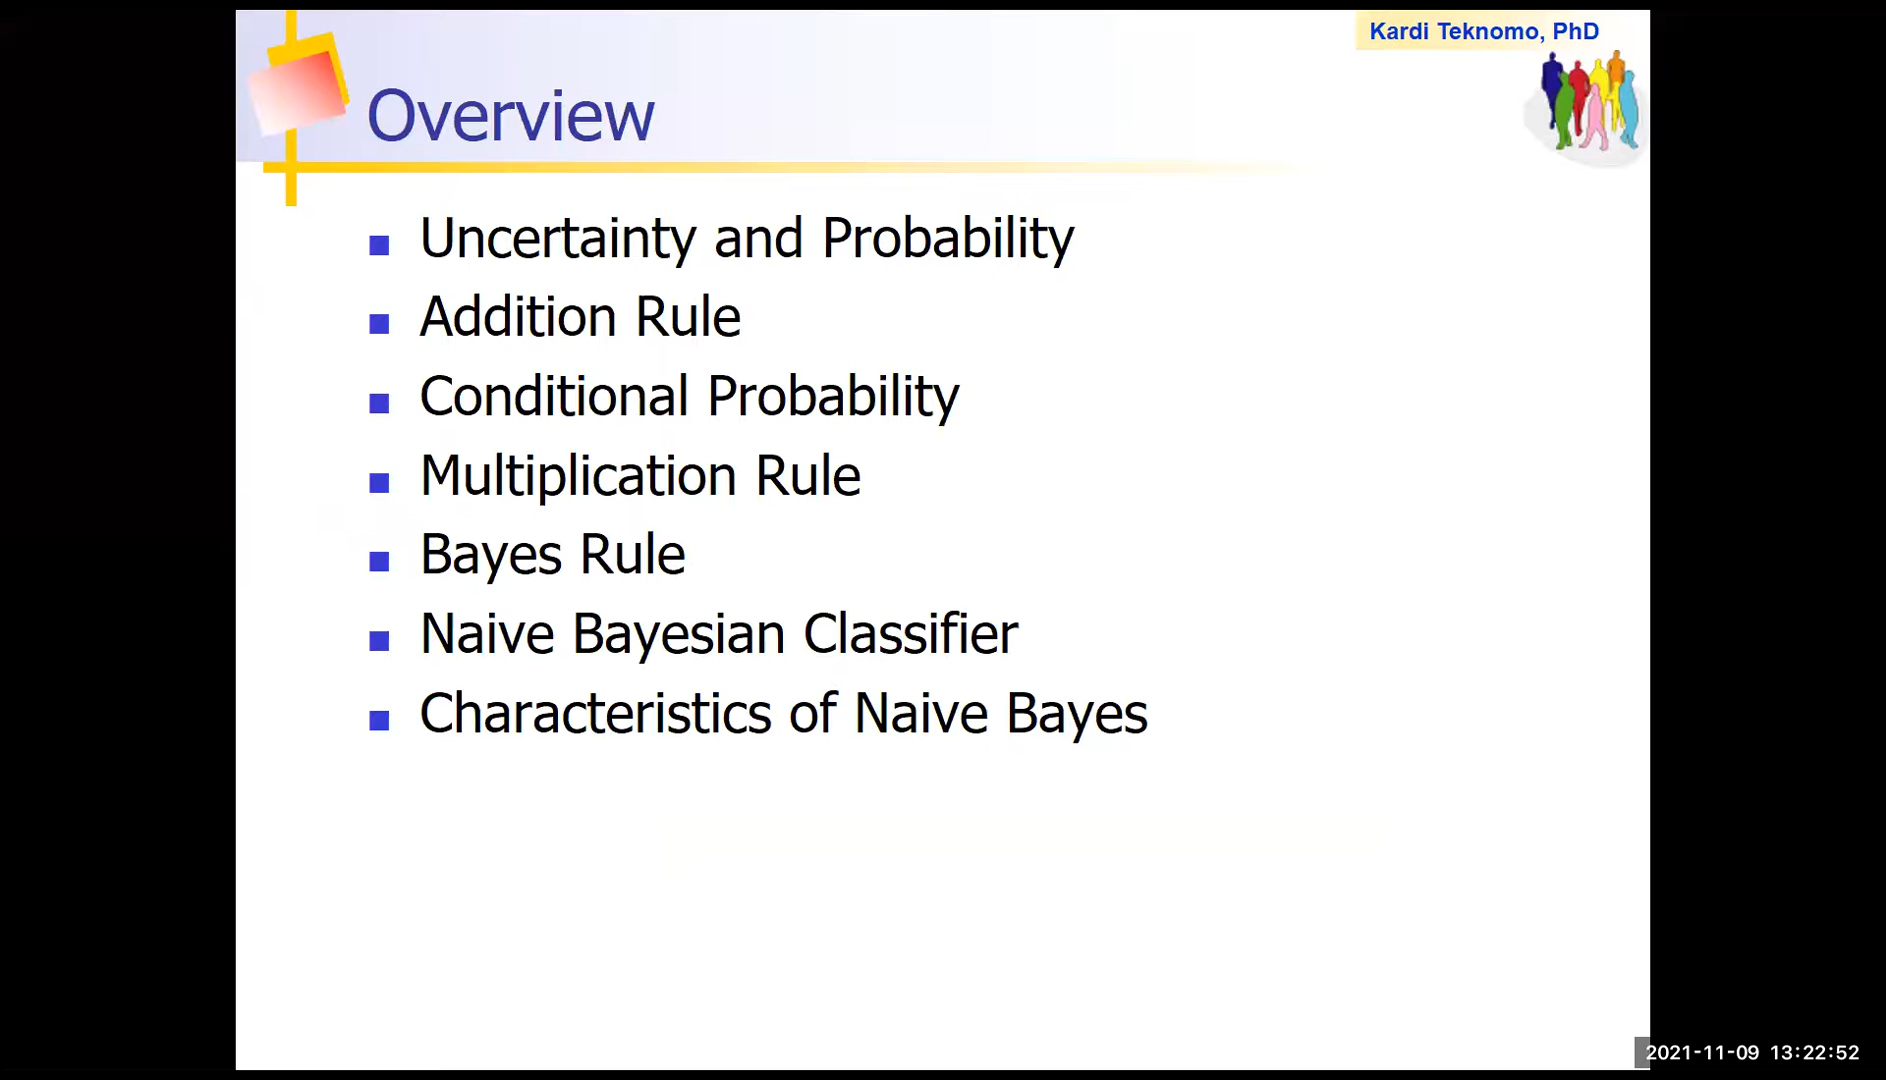 Kardi Teknomo, PhD
Overview
Uncertainty and Probability
Addition Rule
Conditional Probability
Multiplication Rule
Bayes Rule
Naive Bayesian Classifier
Characteristics of Naive Bayes
2021-11-09 13:22:52